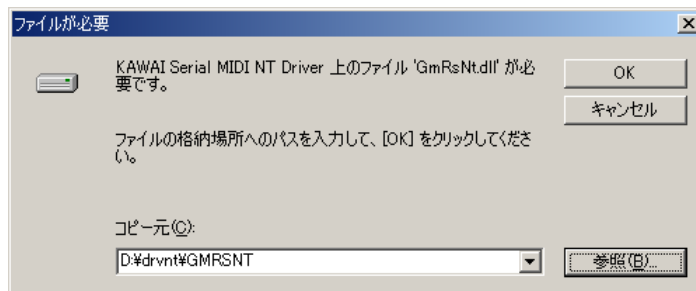 ファイルが必要
KAWAI Serial MIDI NT Driver 上のファイル 'GmRsNt.dll' が必
要です。
OK
キャンセル
ファイルの格納場所へのパスを入力して、[OK] をクリックしてくださ
い。
コピー元(C):
D:¥drvnt¥GMRSNT
参照(B)...